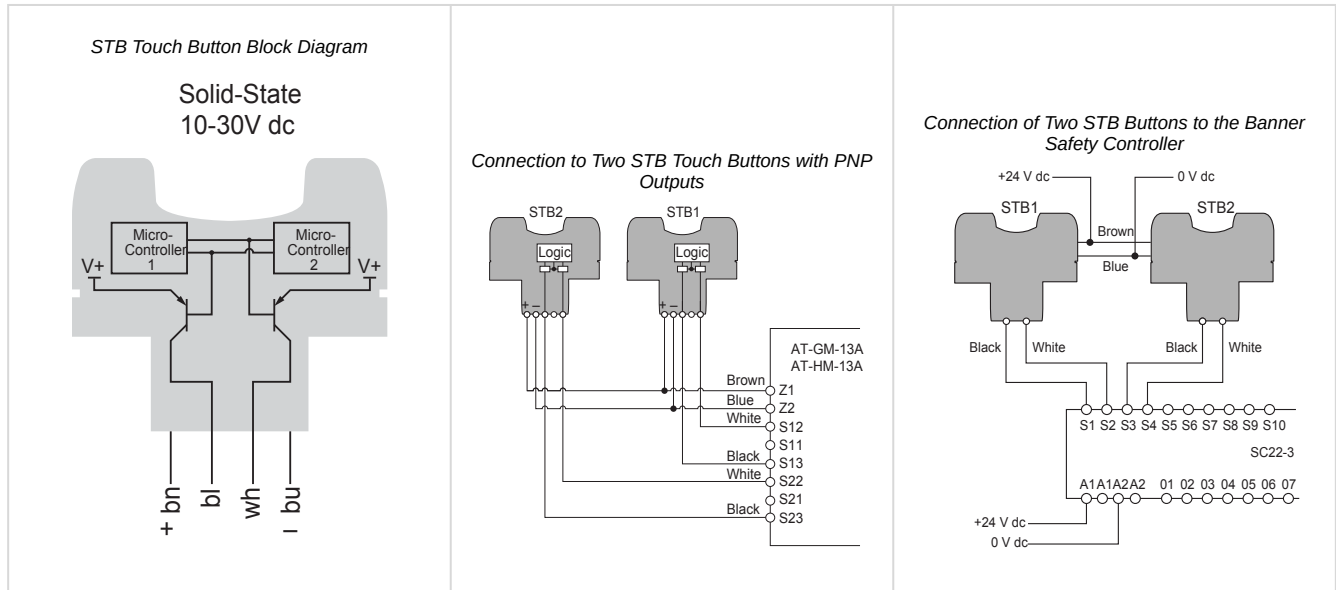 STB Touch Button Block Diagram
Solid-State
10-30V dc
Micro-
Controller
1
Micro-
Controller
2
V+
V+
+ bn
bl
wh
– bu
Connection to Two STB Touch Buttons with PNP
Outputs
STB2
STB1
Logic
Logic
+ –
+ –
AT-GM-13A
AT-HM-13A
Brown
Z1
Blue
Z2
White
S12
S11
Black
S13
White
S22
S21
Black
S23
Connection of Two STB Buttons to the Banner
Safety Controller
+24 V dc
0 V dc
STB1
STB2
Brown
Blue
Black
White
Black
White
S1 S2 S3 S4 S5 S6 S7 S8 S9 S10
SC22-3
A1 A1 A2 A2 01 02 03 04 05 06 07
+24 V dc
0 V dc